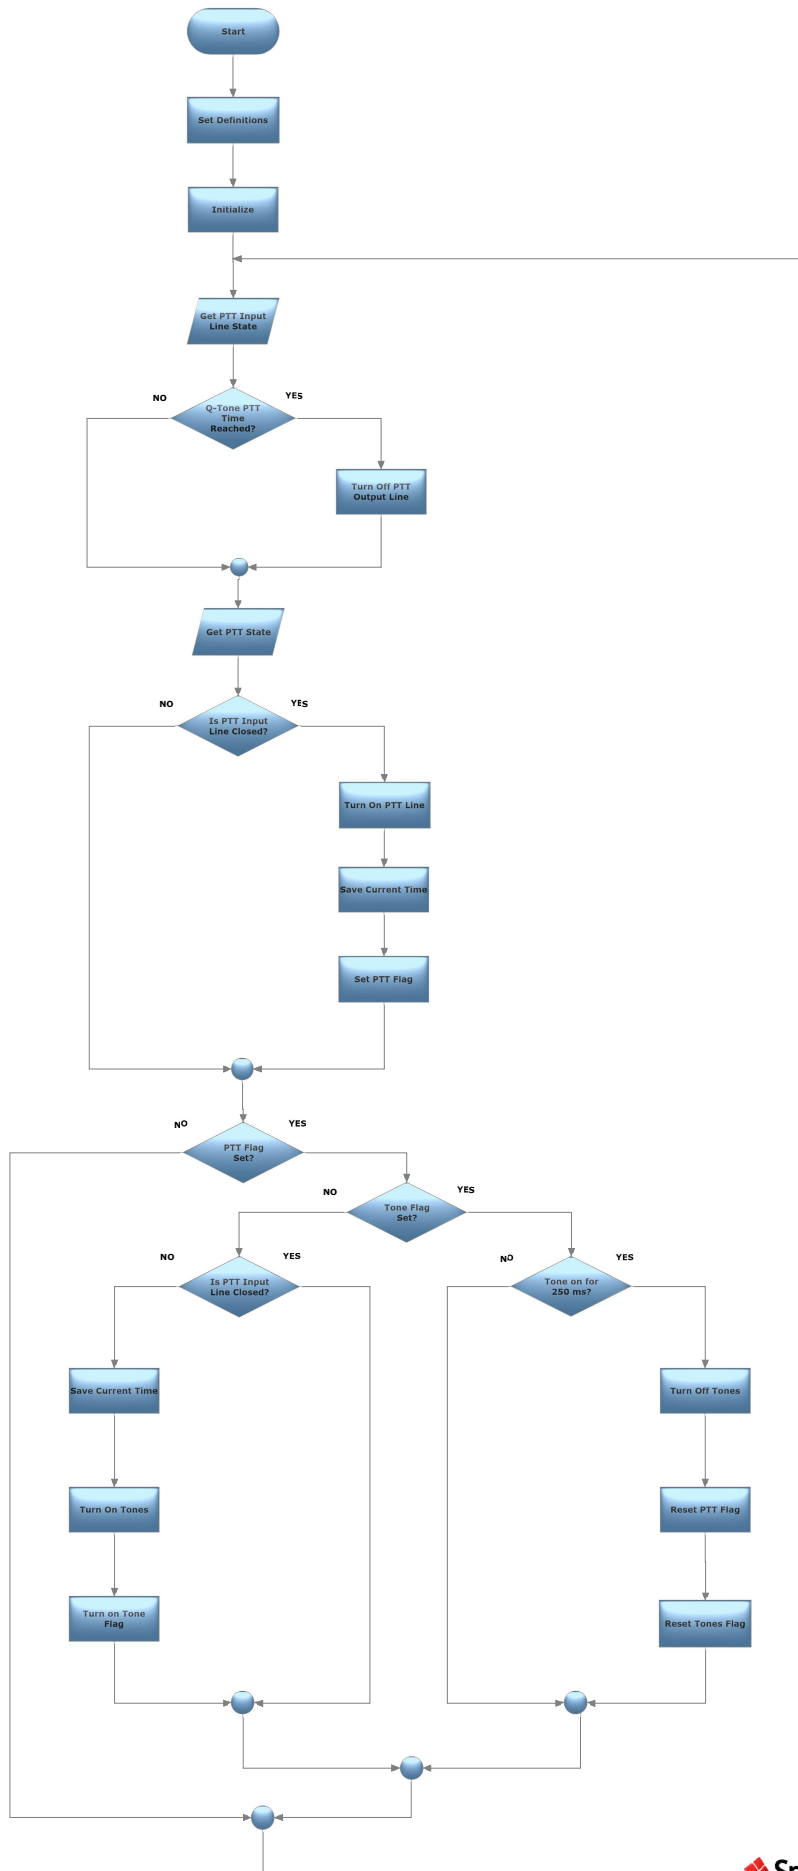 Start
Set Definitions
Initialize
Get PTT Input
Line State
NO
YES
Q-Tone PTT
Time
Reached?
Turn Off PTT
Output Line
Get PTT State
NO
YES
Is PTT Input
Line Closed?
Turn On PTT Line
Save Current Time
Set PTT Flag
NO
YES
PTT Flag
Set?
NO
YES
Tone Flag
Set?
NO
YES
Is PTT Input
Line Closed?
NO
YES
Tone on for
250 ms?
Save Current Time
Turn Off Tones
Turn On Tones
Reset PTT Flag
Turn on Tone
Flag
Reset Tones Flag